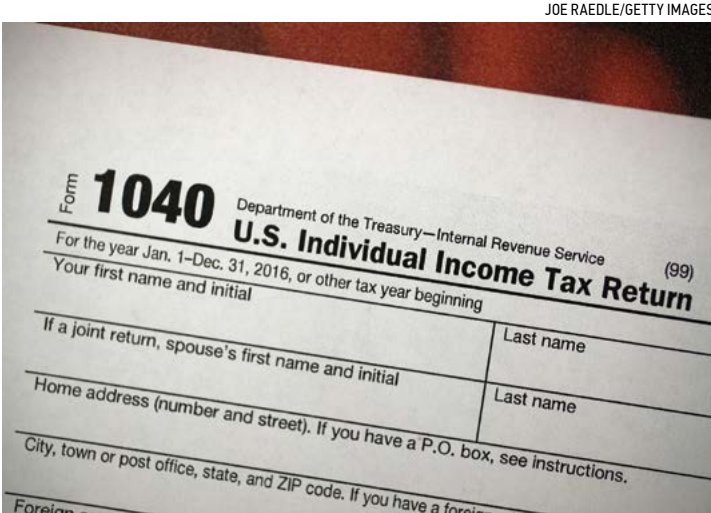 JOE RAEDLE/GETTY IMAGES
Form 1040 Department of the Treasury—Internal Revenue Service (99)
U.S. Individual Income Tax Return
For the year Jan. 1–Dec. 31, 2016, or other tax year beginning
Your first name and initial Last name
If a joint return, spouse's first name and initial Last name
Home address (number and street). If you have a P.O. box, see instructions.
City, town or post office, state, and ZIP code. If you have a
Foreign